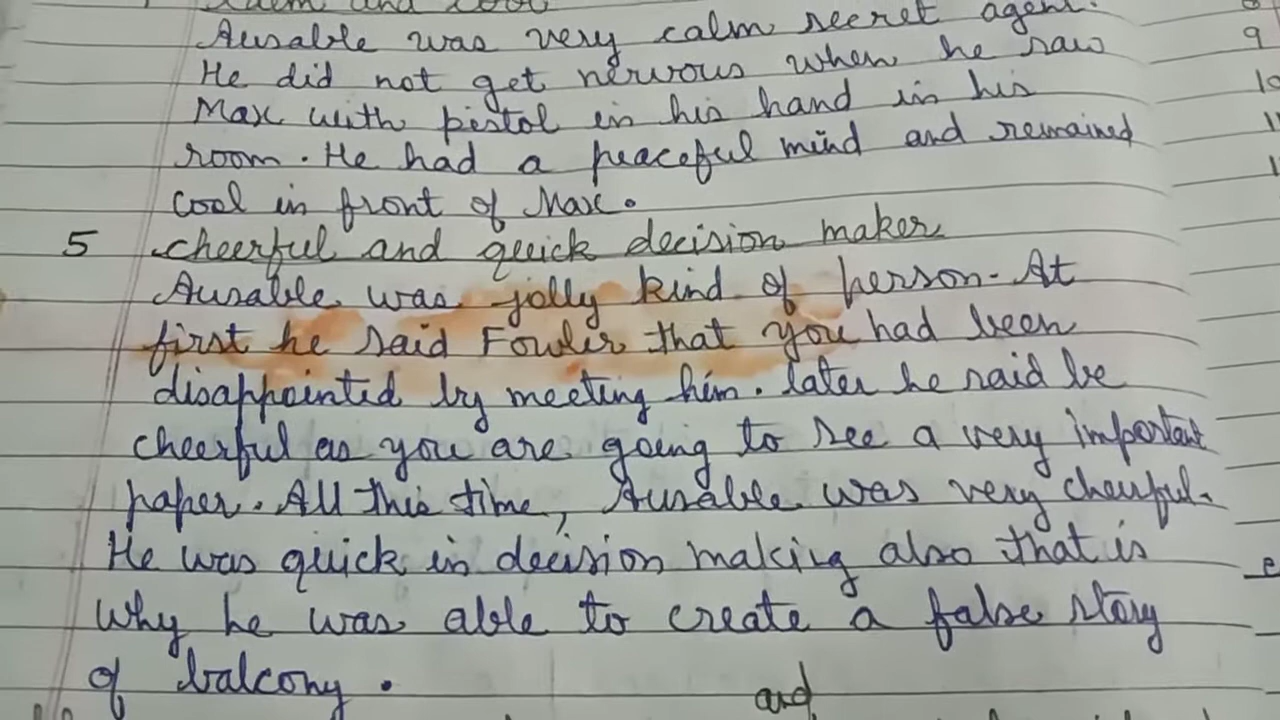 and cool
Ausable was very calm secret agent.
He did not get nervous when he saw
Max with pistol in his hand in his
room. He had a peaceful mind and remained
cool in front of Max.
5 cheerful and quick decision maker
Ausable was jolly kind of person. At
first he said Fowler that you had been
disappointed by meeting him. later he said be
cheerful as you are going to see a very important
paper. All this time, Ausable was very cheerful.
He was quick in decision making also that is
why he was able to create a false story
of balcony.
and
9